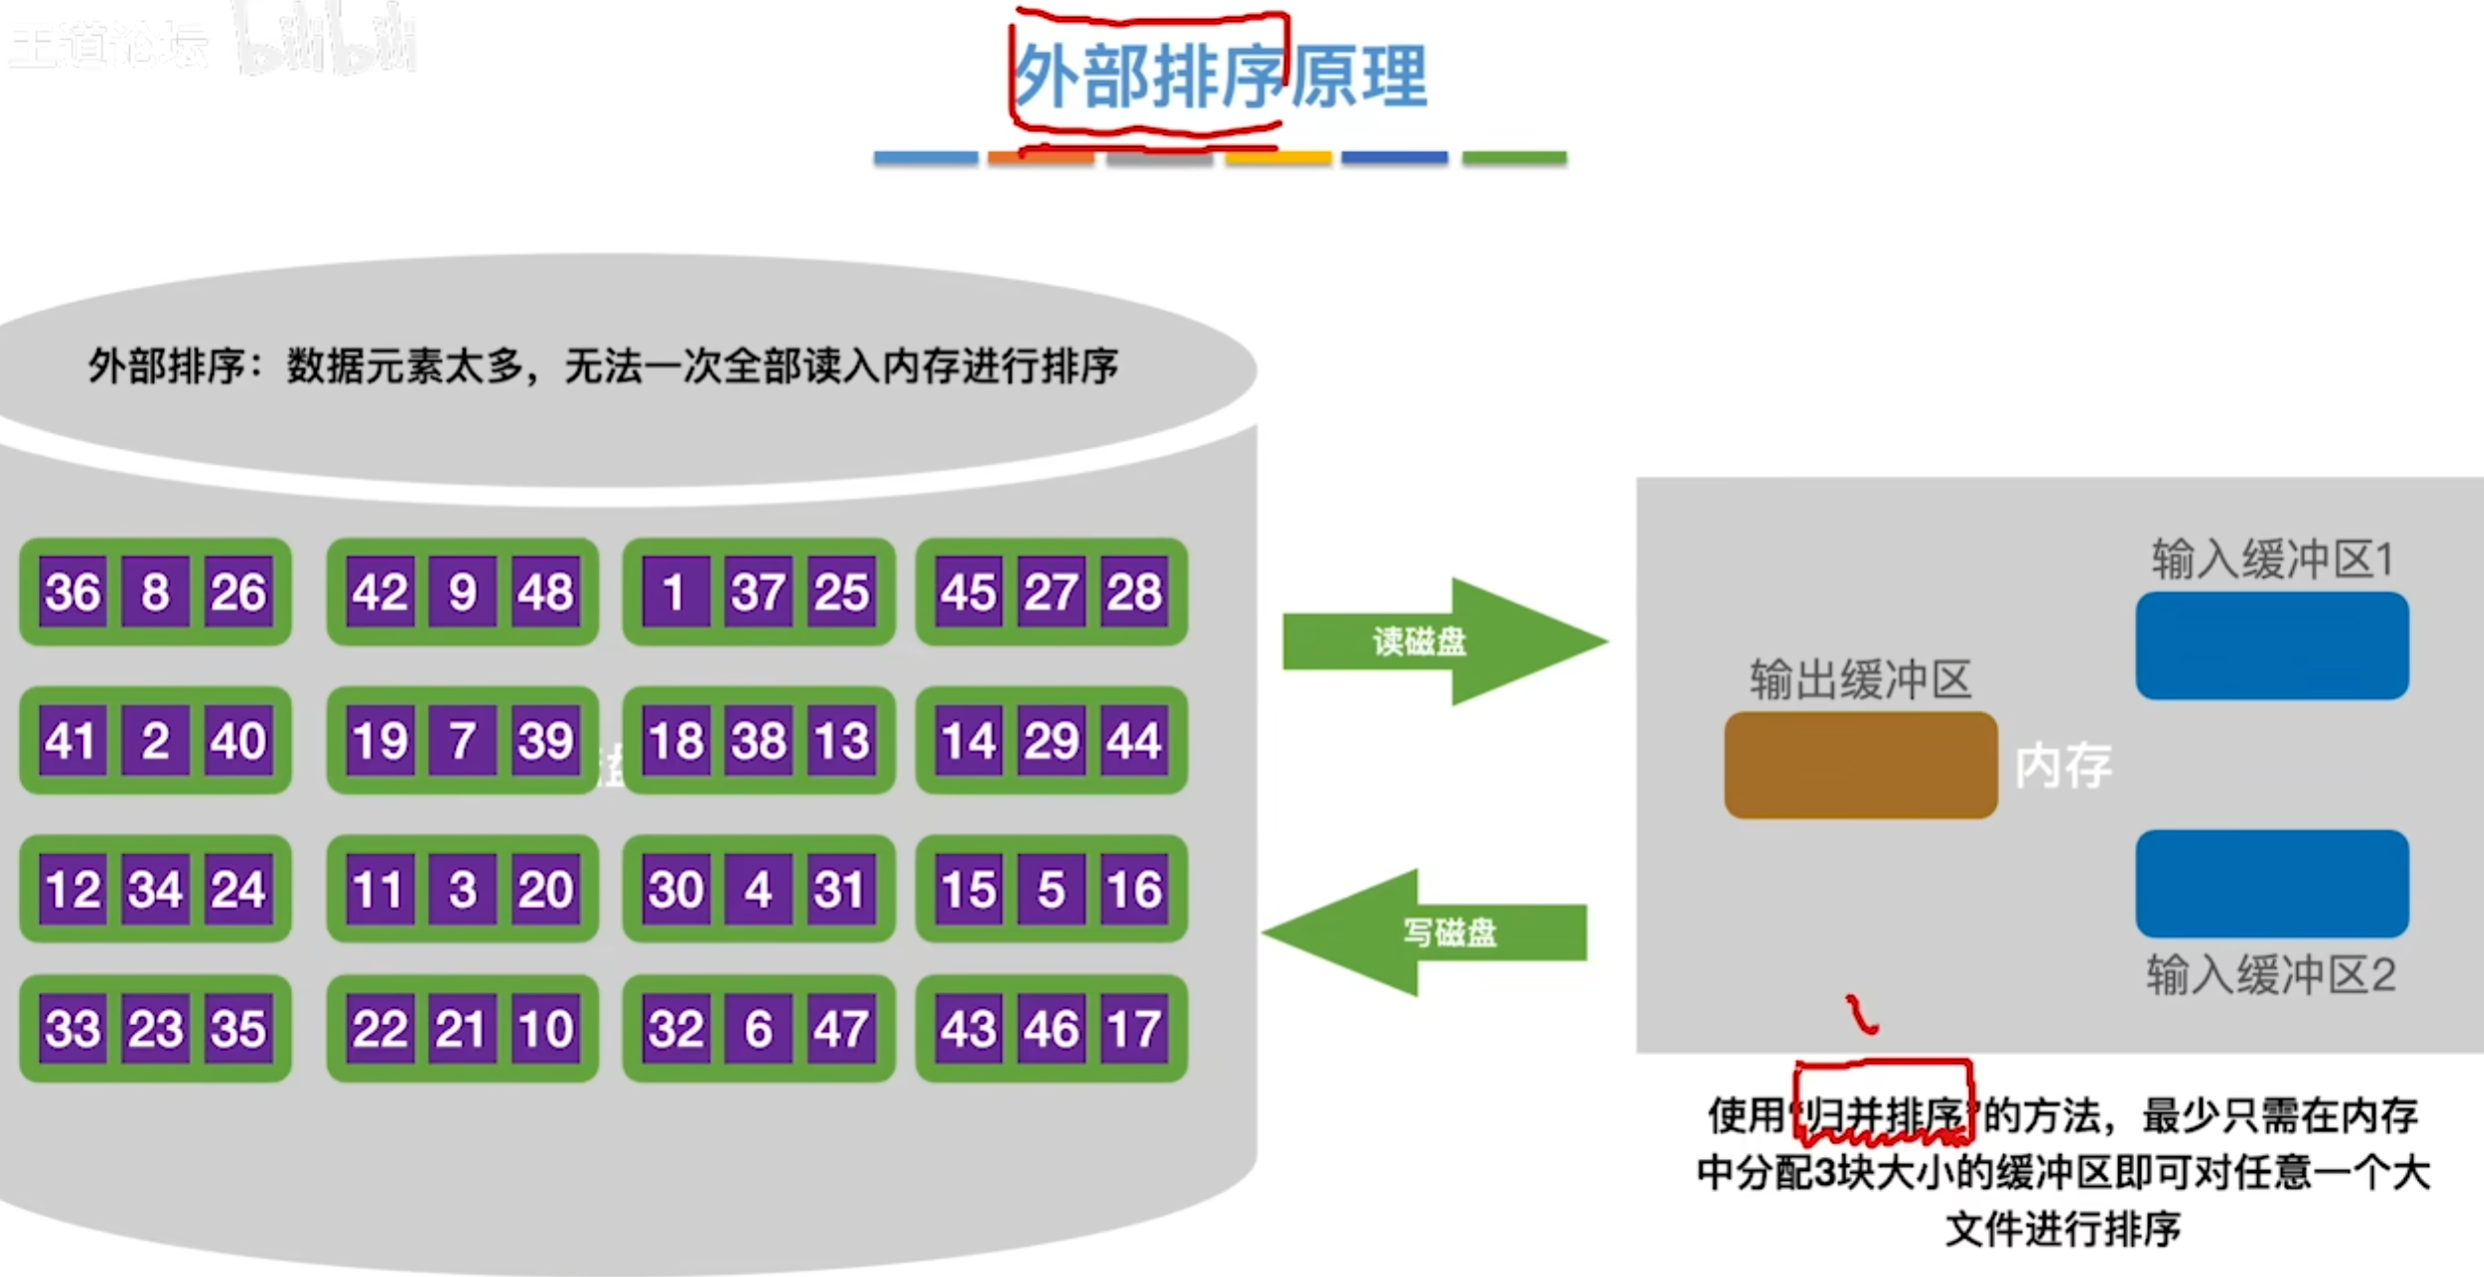 王道论坛 bilibili
外部排序原理
外部排序：数据元素太多，无法一次全部读入内存进行排序
36 8 26 42 9 48 1 37 25 45 27 28
41 2 40 19 7 39 18 38 13 14 29 44
12 34 24 11 3 20 30 4 31 15 5 16
33 23 35 22 21 10 32 6 47 43 46 17
读磁盘
写磁盘
输入缓冲区1
输出缓冲区
内存
输入缓冲区2
使用“归并排序”的方法，最少只需在内存
中分配3块大小的缓冲区即可对任意一个大
文件进行排序